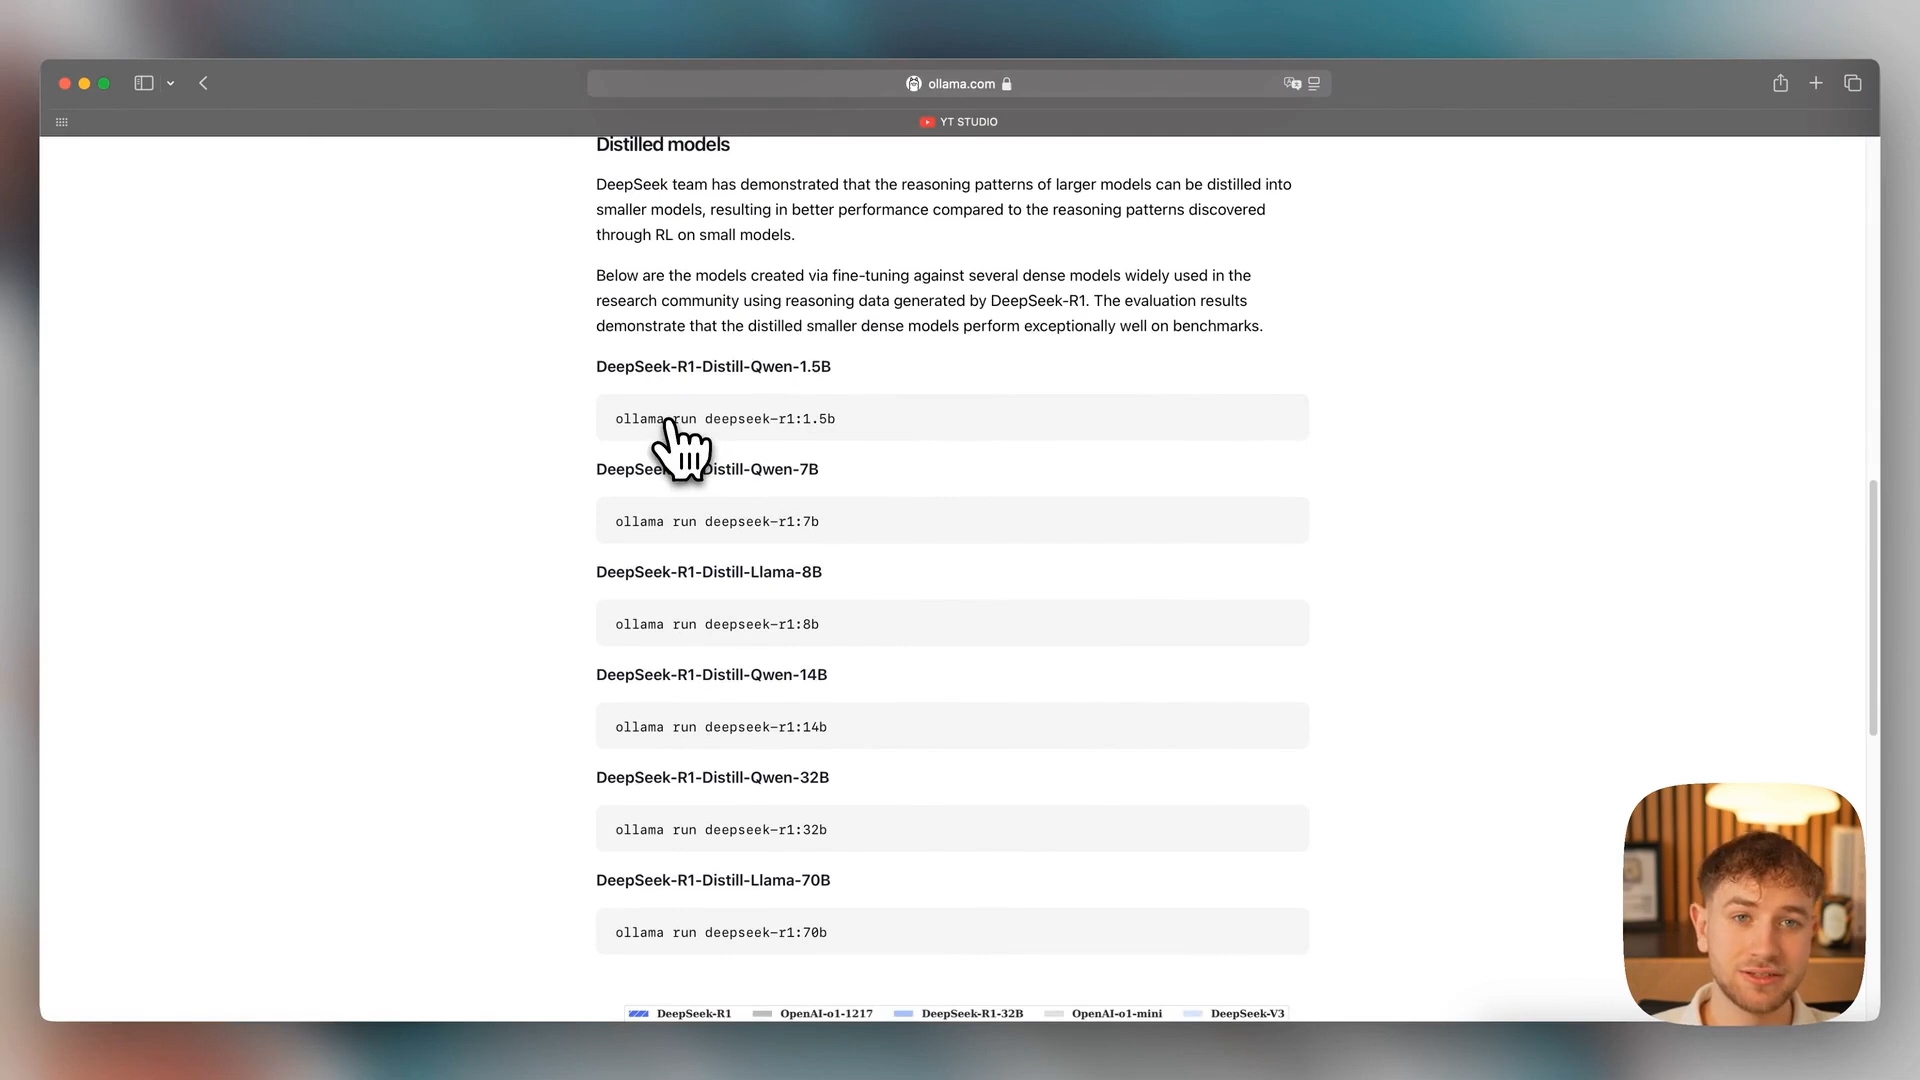 ollama.com
YT STUDIO
Distilled models
DeepSeek team has demonstrated that the reasoning patterns of larger models can be distilled into
smaller models, resulting in better performance compared to the reasoning patterns discovered
through RL on small models.
Below are the models created via fine-tuning against several dense models widely used in the
research community using reasoning data generated by DeepSeek-R1. The evaluation results
demonstrate that the distilled smaller dense models perform exceptionally well on benchmarks.
DeepSeek-R1-Distill-Qwen-1.5B
ollama run deepseek-r1:1.5b
DeepSee Distill-Qwen-7B
ollama run deepseek-r1:7b
DeepSeek-R1-Distill-Llama-8B
ollama run deepseek-r1:8b
DeepSeek-R1-Distill-Qwen-14B
ollama run deepseek-r1:14b
DeepSeek-R1-Distill-Qwen-32B
ollama run deepseek-r1:32b
DeepSeek-R1-Distill-Llama-70B
ollama run deepseek-r1:70b
DeepSeek-R1 OpenAI-o1-1217 DeepSeek-R1-32B OpenAI-o1-mini DeepSeek-V3